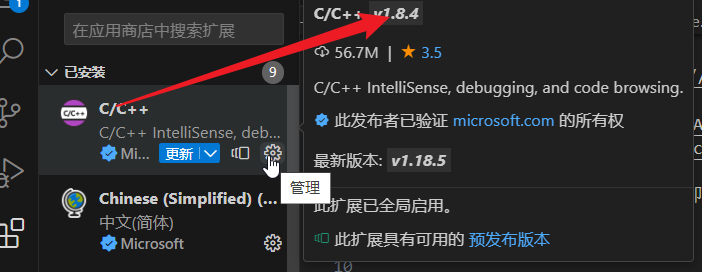 在应用商店中搜索扩展
已安装
9
C/C++
C/C++
C/C++ IntelliSense, deb...
Mi...
更新
管理
Chinese (Simplified) (...
中文(简体)
Microsoft
C/C++ v1.8.4
56.7M | 3.5
C/C++ IntelliSense, debugging, and code browsing.
此发布者已验证 microsoft.com 的所有权
最新版本: v1.18.5
此扩展已全局启用。
此扩展具有可用的 预发布版本
10